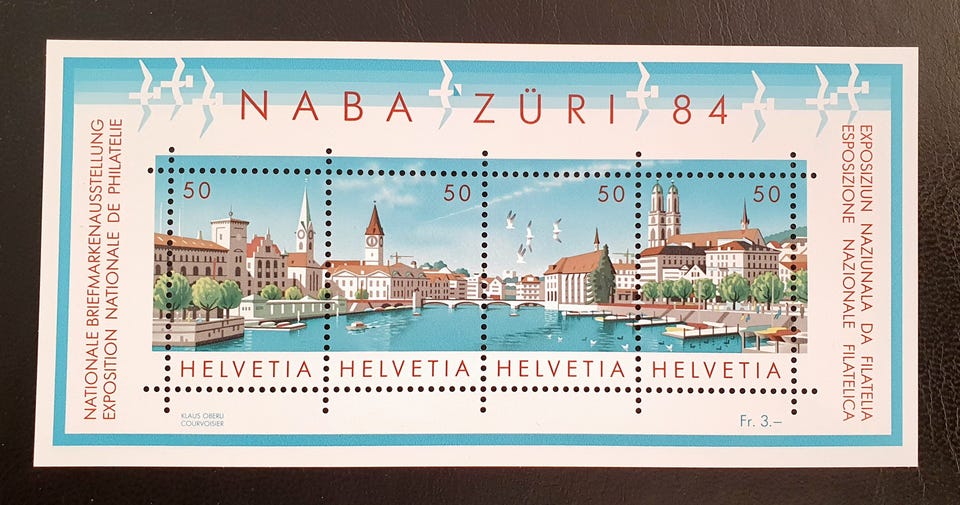 NABA ZÜRI 84
NATIONALE BRIEFMARKENAUSSTELLUNG
EXPOSITION NATIONALE DE PHILATELIE
50
50
50
50
HELVETIA
HELVETIA
HELVETIA
HELVETIA
EXPOSIZIUN NAZIUNALA DA FILATELIA
ESPOSIZIONE NAZIONALE FILATELICA
KLAUS OBERLI
COURVOISIER
Fr. 3.–